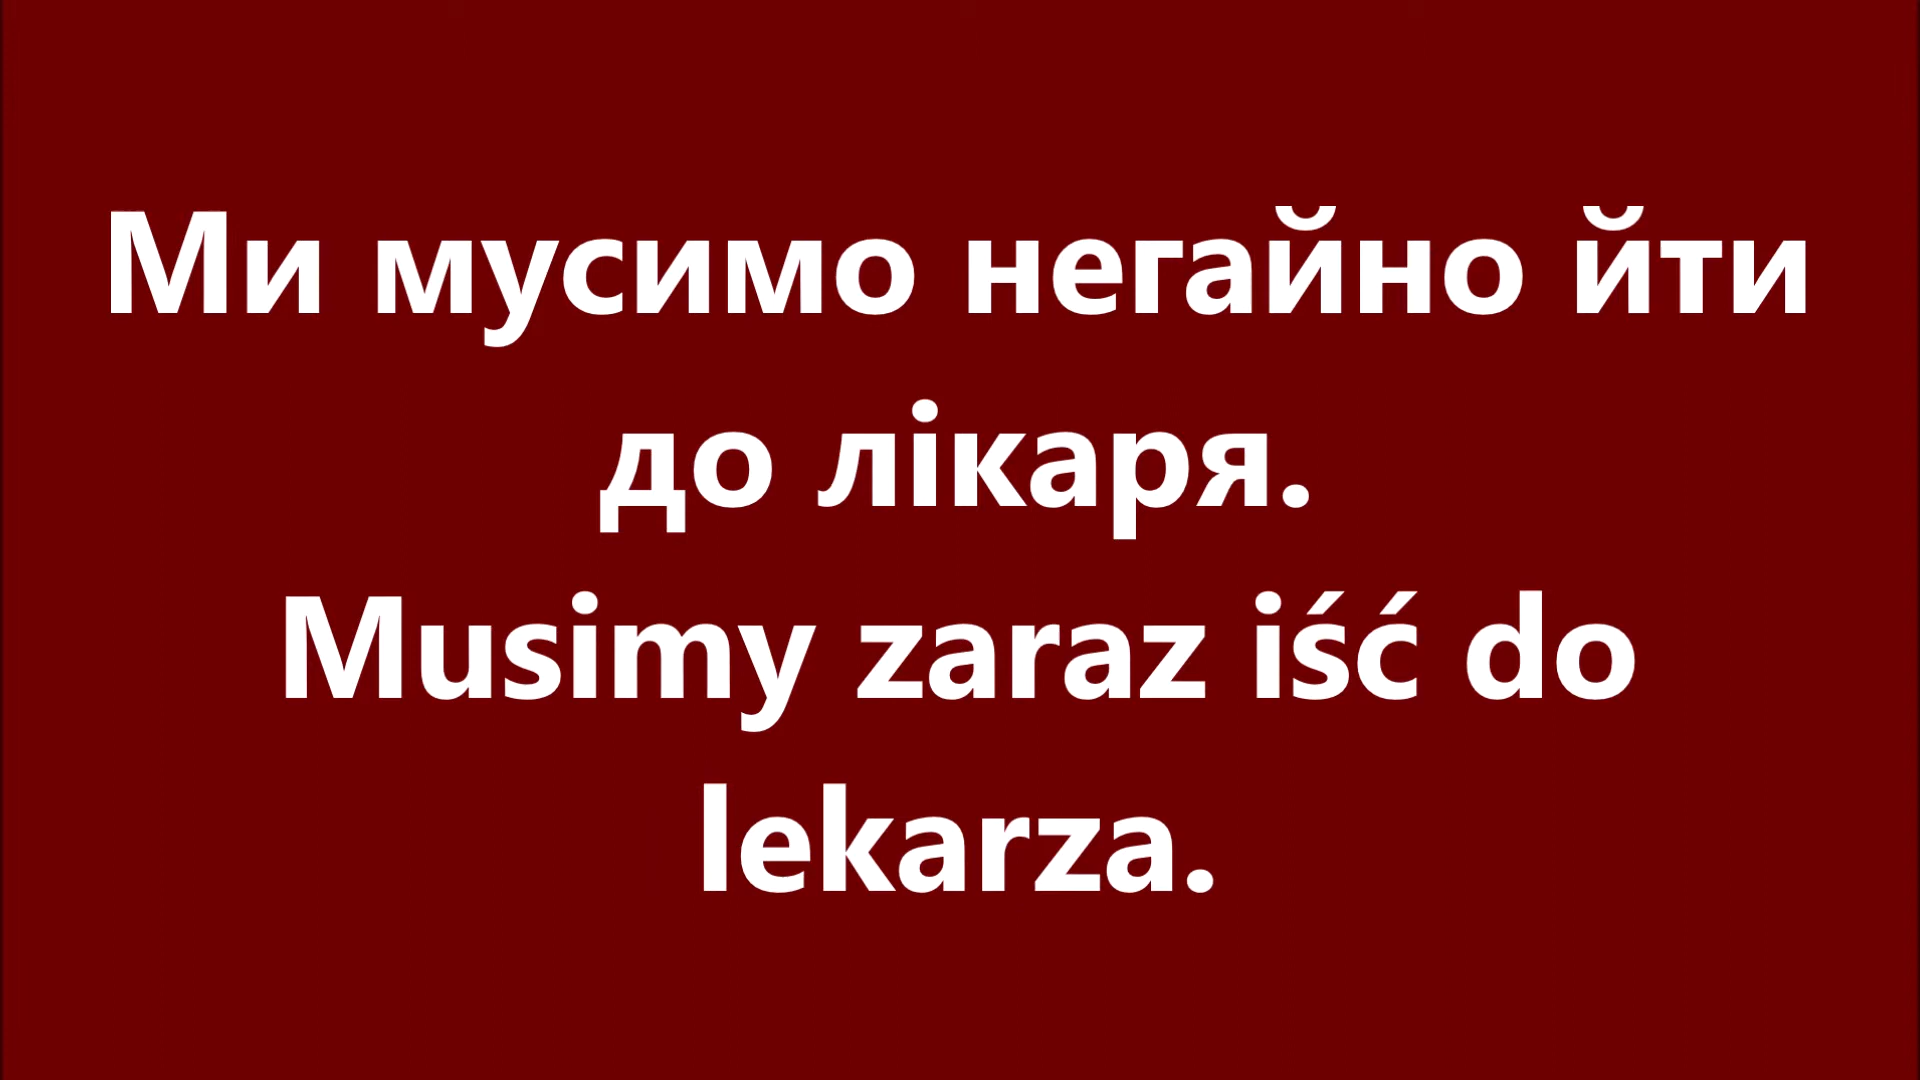 Ми мусимо негайно йти
до лікаря.
Musimy zaraz iść do
lekarza.